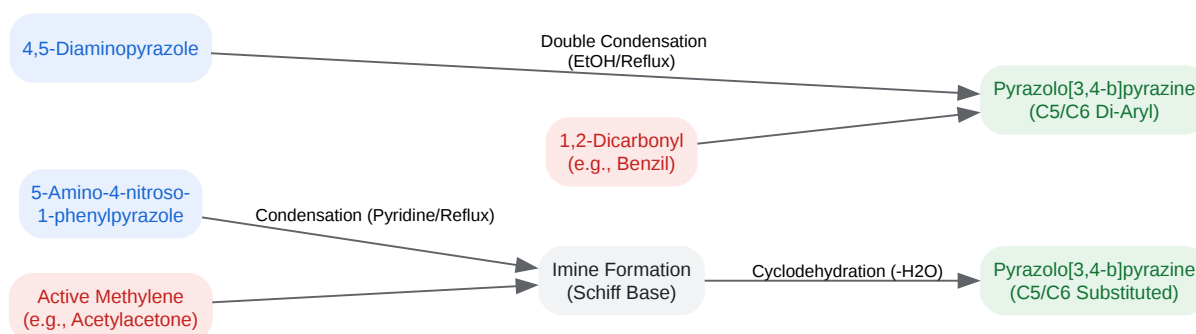 4,5-Diaminopyrazole
Double Condensation
(EtOH/Reflux)
Pyrazolo[3,4-b]pyrazine
(C5/C6 Di-Aryl)
1,2-Dicarbonyl
(e.g., Benzil)
5-Amino-4-nitroso-
1-phenylpyrazole
Condensation (Pyridine/Reflux)
Active Methylene
(e.g., Acetylacetone)
Imine Formation
(Schiff Base)
Cyclodehydration (-H2O)
Pyrazolo[3,4-b]pyrazine
(C5/C6 Substituted)